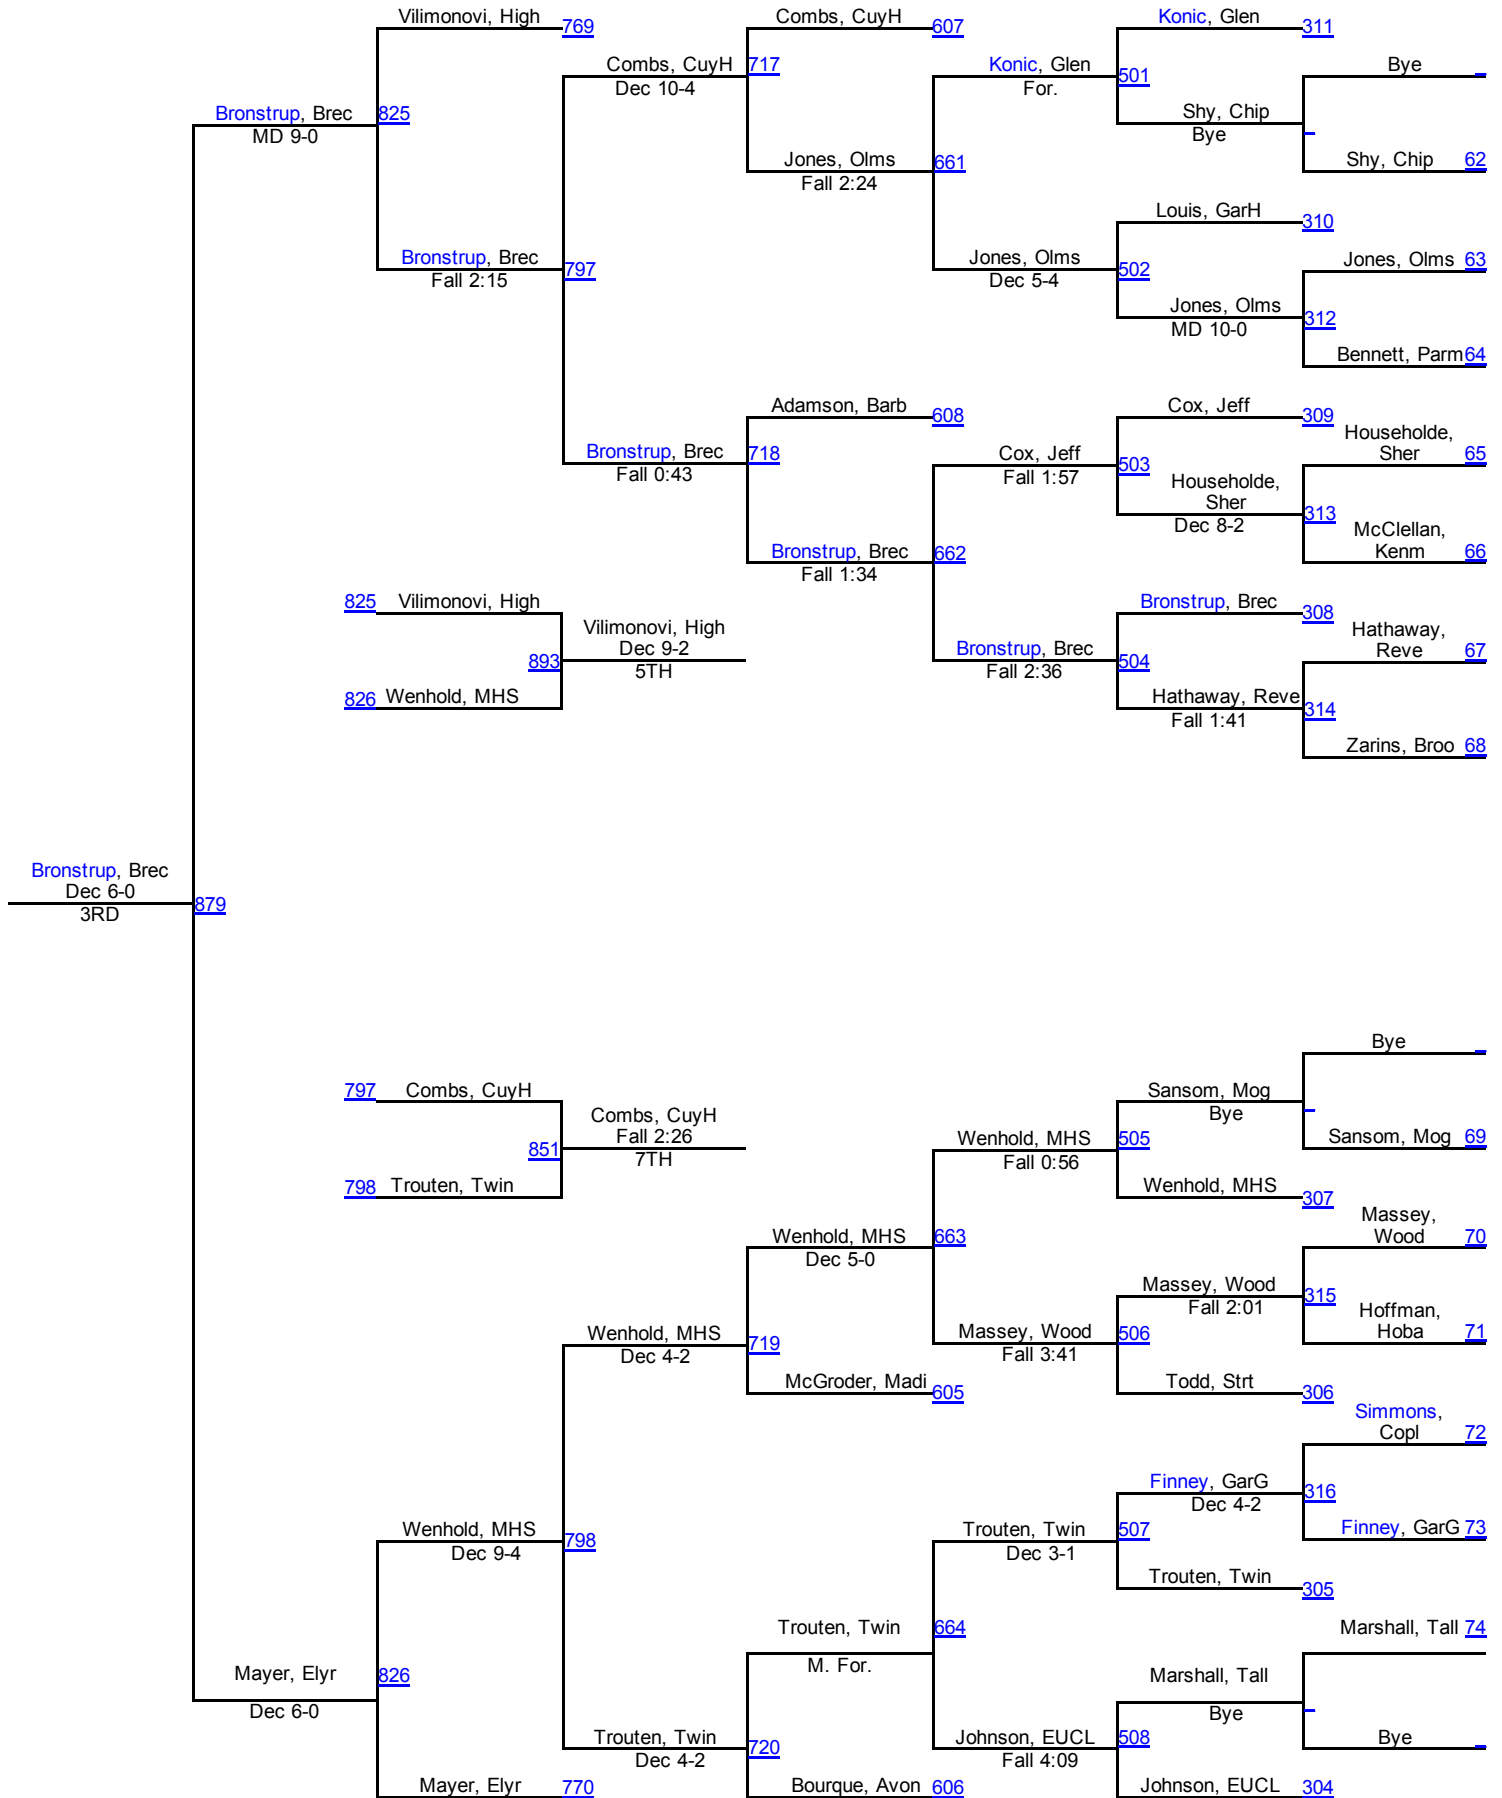 Vilimonovi, High
769
Combs, CuyH
607
Konic, Glen
311
Combs, CuyH
717
Dec 10-4
Konic, Glen
501
For.
Bye
Bronstrup, Brec
825
MD 9-0
Shy, Chip
Bye
Jones, Olms
661
Fall 2:24
Shy, Chip
62
Louis, GarH
310
Bronstrup, Brec
797
Fall 2:15
Jones, Olms
502
Dec 5-4
Jones, Olms
63
Jones, Olms
312
MD 10-0
Bennett, Parm
64
Adamson, Barb
608
Cox, Jeff
309
Bronstrup, Brec
718
Fall 0:43
Cox, Jeff
503
Fall 1:57
Householde,
Sher
65
Householde,
Sher
313
Dec 8-2
McClellan,
Kenm
66
Bronstrup, Brec
662
Fall 1:34
825
Vilimonovi, High
Bronstrup, Brec
308
Vilimonovi, High
Dec 9-2
893
5TH
Bronstrup, Brec
504
Fall 2:36
Hathaway,
Reve
67
826
Wenhold, MHS
Hathaway, Reve
314
Fall 1:41
Zarins, Broo
68
Bronstrup, Brec
Dec 6-0
879
3RD
Bye
797
Combs, CuyH
Sansom, Mog
Bye
Combs, CuyH
Fall 2:26
851
7TH
Wenhold, MHS
505
Fall 0:56
Sansom, Mog
69
798
Trouten, Twin
Wenhold, MHS
307
Wenhold, MHS
663
Dec 5-0
Massey,
Wood
70
Massey, Wood
315
Fall 2:01
Hoffman,
Hoba
71
Wenhold, MHS
719
Dec 4-2
Massey, Wood
506
Fall 3:41
McGroder, Madi
605
Todd, Strt
306
Simmons,
Copl
72
Finney, GarG
316
Dec 4-2
Finney, GarG
73
Wenhold, MHS
798
Dec 9-4
Trouten, Twin
507
Dec 3-1
Trouten, Twin
305
Trouten, Twin
664
M. For.
Marshall, Tall
74
Mayer, Elyr
826
Dec 6-0
Marshall, Tall
Bye
Trouten, Twin
720
Dec 4-2
Johnson, EUCL
508
Fall 4:09
Bye
Mayer, Elyr
770
Bourque, Avon
606
Johnson, EUCL
304